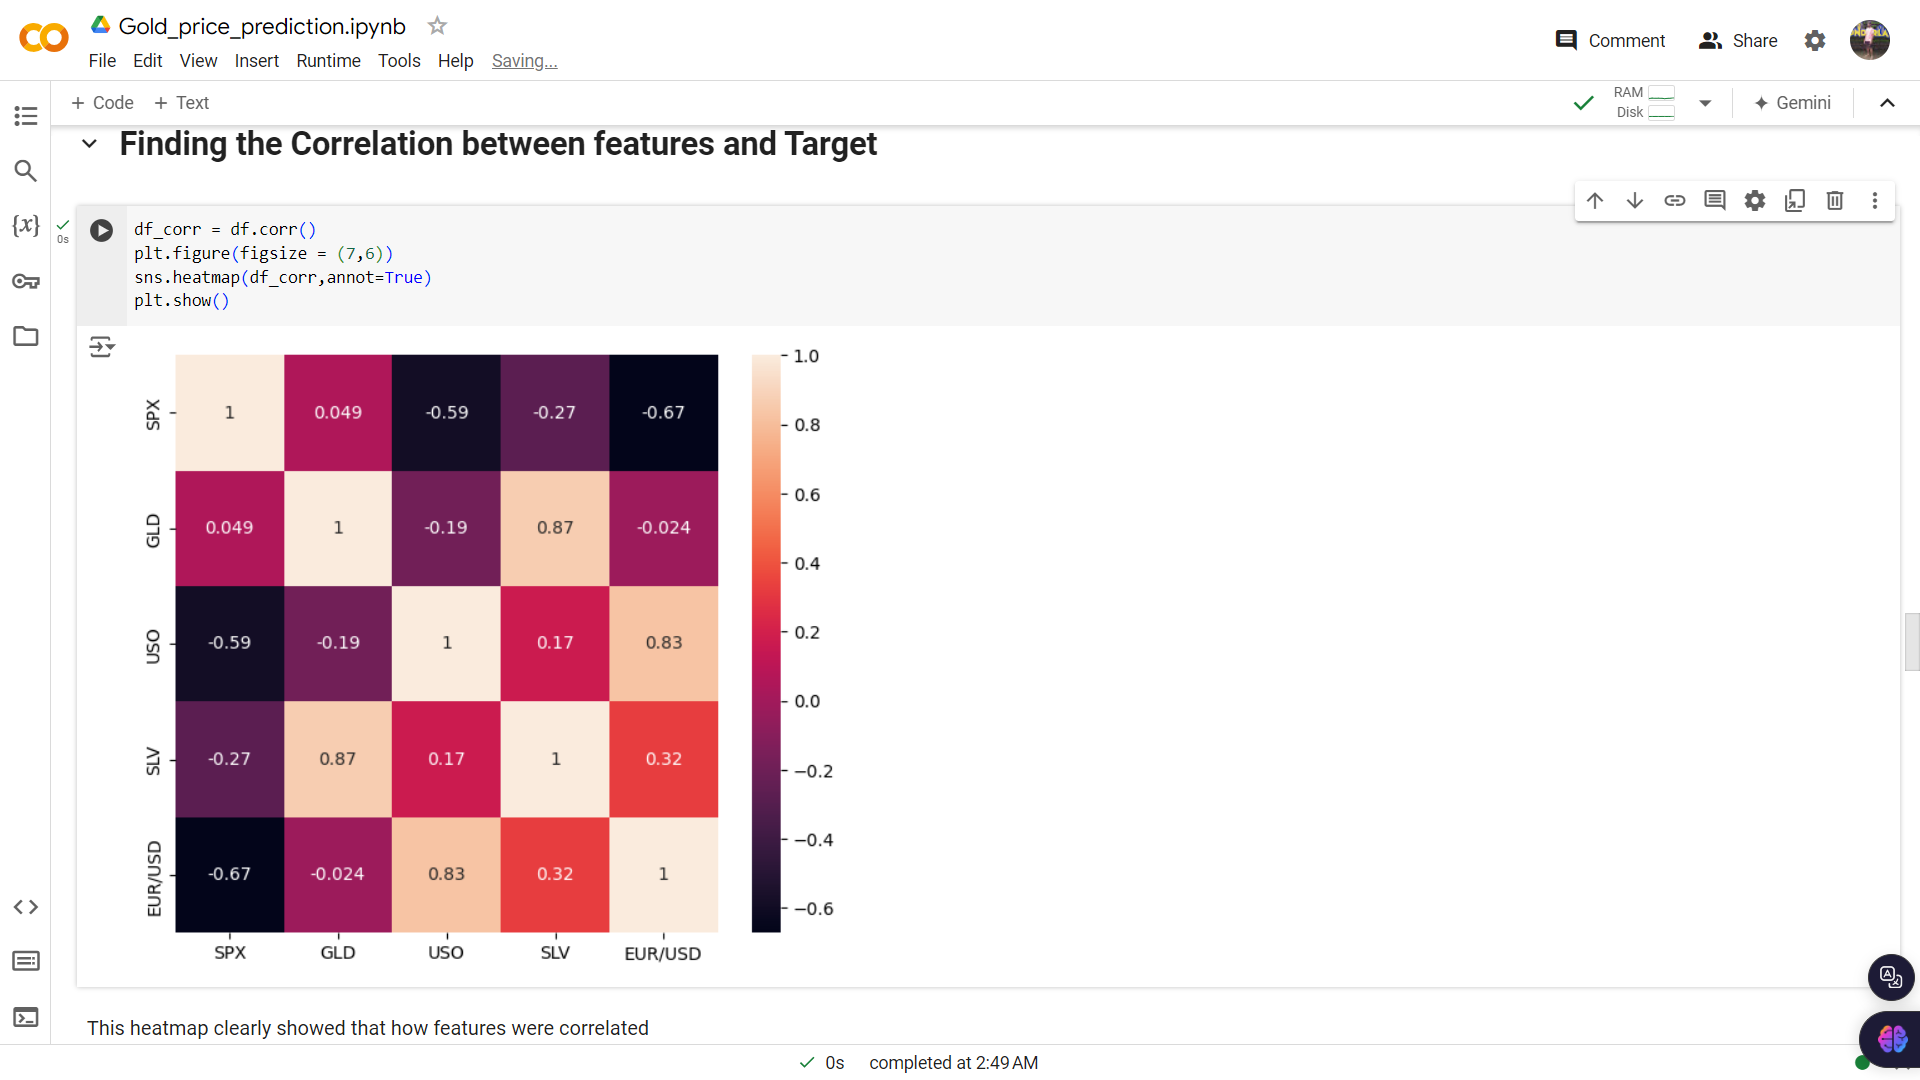 Gold_price_prediction.ipynb
File Edit View Insert Runtime Tools Help Saving...
Comment Share
+ Code + Text
RAM
Disk
Gemini
Finding the Correlation between features and Target
{x}
0s
df_corr = df.corr()
plt.figure(figsize = (7,6))
sns.heatmap(df_corr,annot=True)
plt.show()
SPX 1 0.049 -0.59 -0.27 -0.67
GLD 0.049 1 -0.19 0.87 -0.024
USO -0.59 -0.19 1 0.17 0.83
SLV -0.27 0.87 0.17 1 0.32
EUR/USD -0.67 -0.024 0.83 0.32 1
SPX GLD USO SLV EUR/USD
1.0
0.8
0.6
0.4
0.2
0.0
−0.2
−0.4
−0.6
This heatmap clearly showed that how features were correlated
0s completed at 2:49 AM